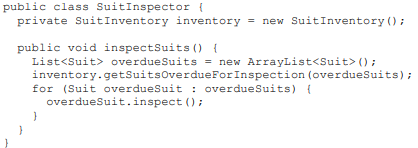 public class SuitInspector {
  private SuitInventory inventory = new SuitInventory();

  public void inspectSuits() {
    List<Suit> overdueSuits = new ArrayList<Suit>();
    inventory.getSuitsOverdueForInspection(overdueSuits);
    for (Suit overdueSuit : overdueSuits) {
      overdueSuit.inspect();
    }
  }
}